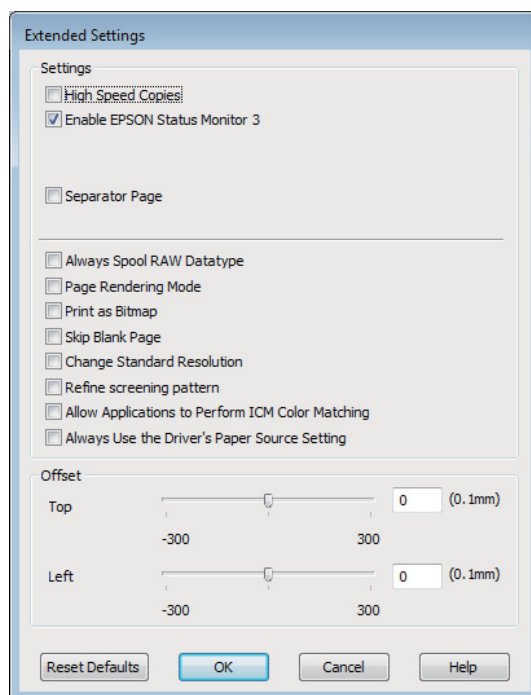 Extended Settings
Settings
High Speed Copies
Enable EPSON Status Monitor 3
Separator Page
Always Spool RAW Datatype
Page Rendering Mode
Print as Bitmap
Skip Blank Page
Change Standard Resolution
Refine screening pattern
Allow Applications to Perform ICM Color Matching
Always Use the Driver's Paper Source Setting
Offset
Top 0 (0.1mm)
-300 300
Left 0 (0.1mm)
-300 300
Reset Defaults OK Cancel Help